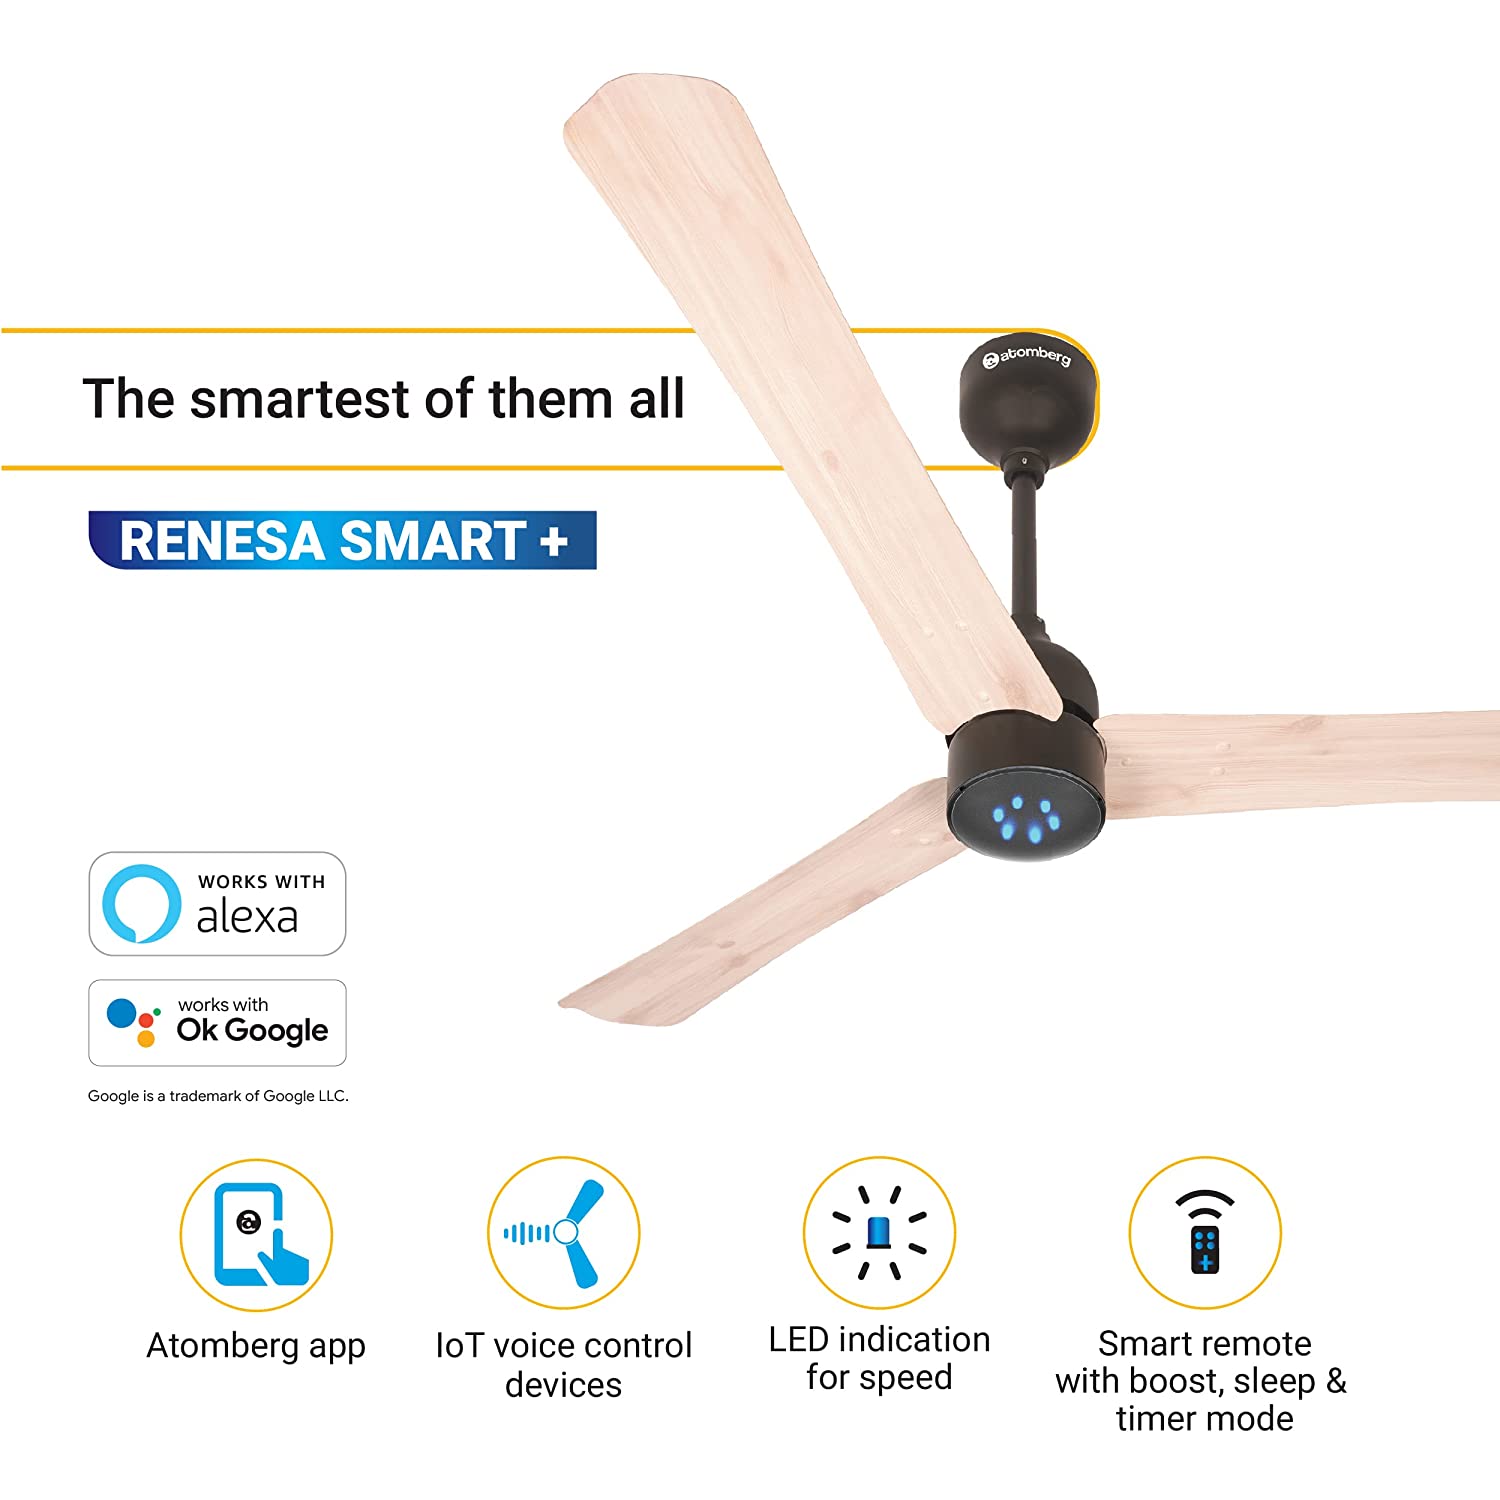 atomberg
The smartest of them all
RENESA SMART +
WORKS WITH
alexa
works with
Ok Google
Google is a trademark of Google LLC.
Atomberg app
IoT voice control
devices
LED indication
for speed
Smart remote
with boost, sleep &
timer mode